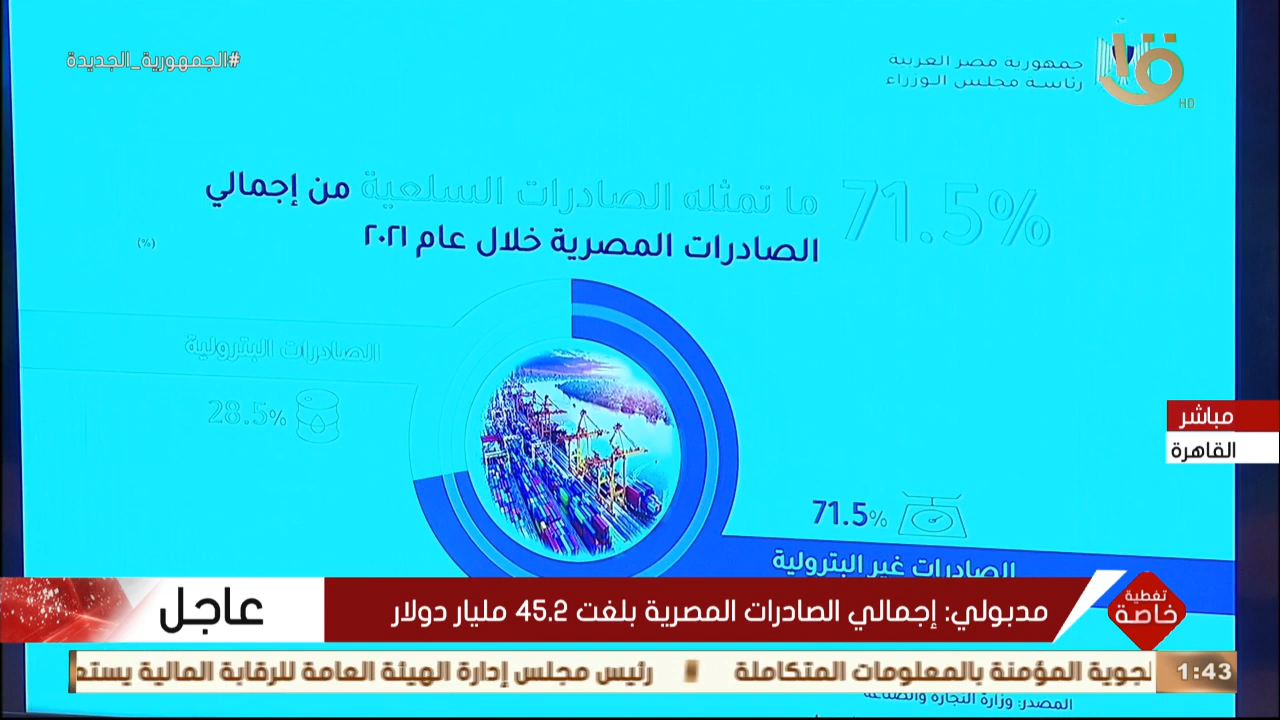 #الجمهورية_الجديدة
جمهورية مصر العربية
رئاسة مجلس الوزراء
HD
71.5%
ما تمثله الصادرات السلعية من إجمالي
الصادرات المصرية خلال عام ٢٠٢١
(%)
الصادرات البترولية
28.5%
مباشر
القاهرة
71.5%
الصادرات غير البترولية
تغطية
خاصة
مدبولي: إجمالي الصادرات المصرية بلغت 45.2 مليار دولار
عاجل
1:43
لجوية المؤمنة بالمعلومات المتكاملة
رئيس مجلس إدارة الهيئة العامة للرقابة المالية
المصدر: وزارة التجارة والصناعة